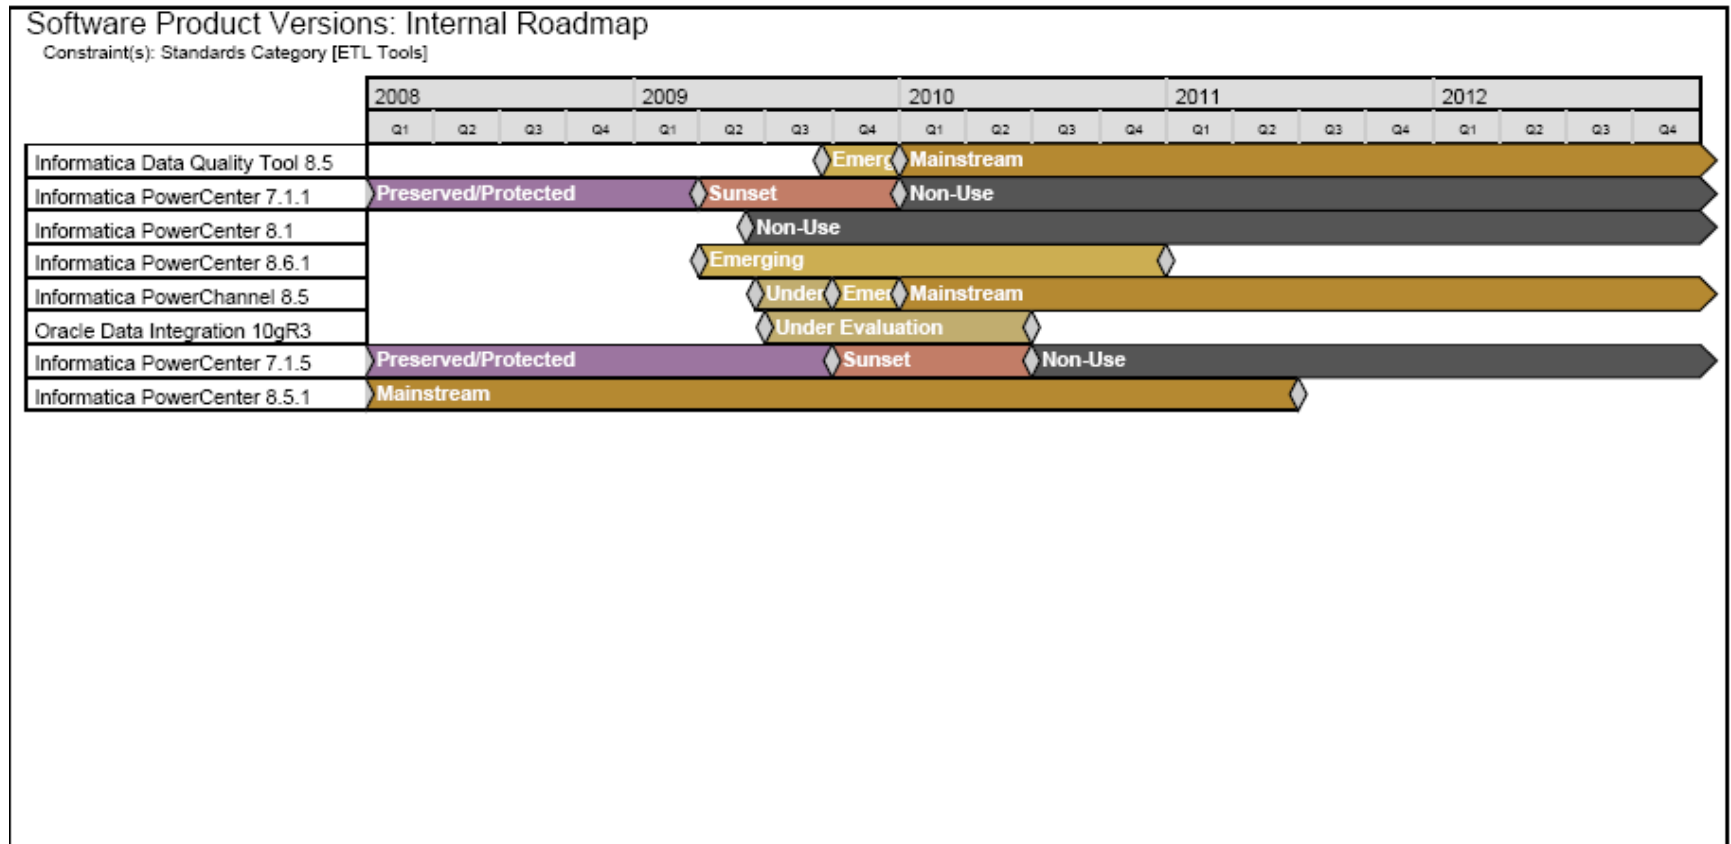 Software Product Versions: Internal Roadmap
Constraint(s): Standards Category [ETL Tools]
2008 2009 2010 2011 2012
Q1 Q2 Q3 Q4 Q1 Q2 Q3 Q4 Q1 Q2 Q3 Q4 Q1 Q2 Q3 Q4 Q1 Q2 Q3 Q4
Informatica Data Quality Tool 8.5 Emerg Mainstream
Informatica PowerCenter 7.1.1 Preserved/Protected Sunset Non-Use
Informatica PowerCenter 8.1 Non-Use
Informatica PowerCenter 8.6.1 Emerging
Informatica PowerChannel 8.5 Under Emer Mainstream
Oracle Data Integration 10gR3 Under Evaluation
Informatica PowerCenter 7.1.5 Preserved/Protected Sunset Non-Use
Informatica PowerCenter 8.5.1 Mainstream